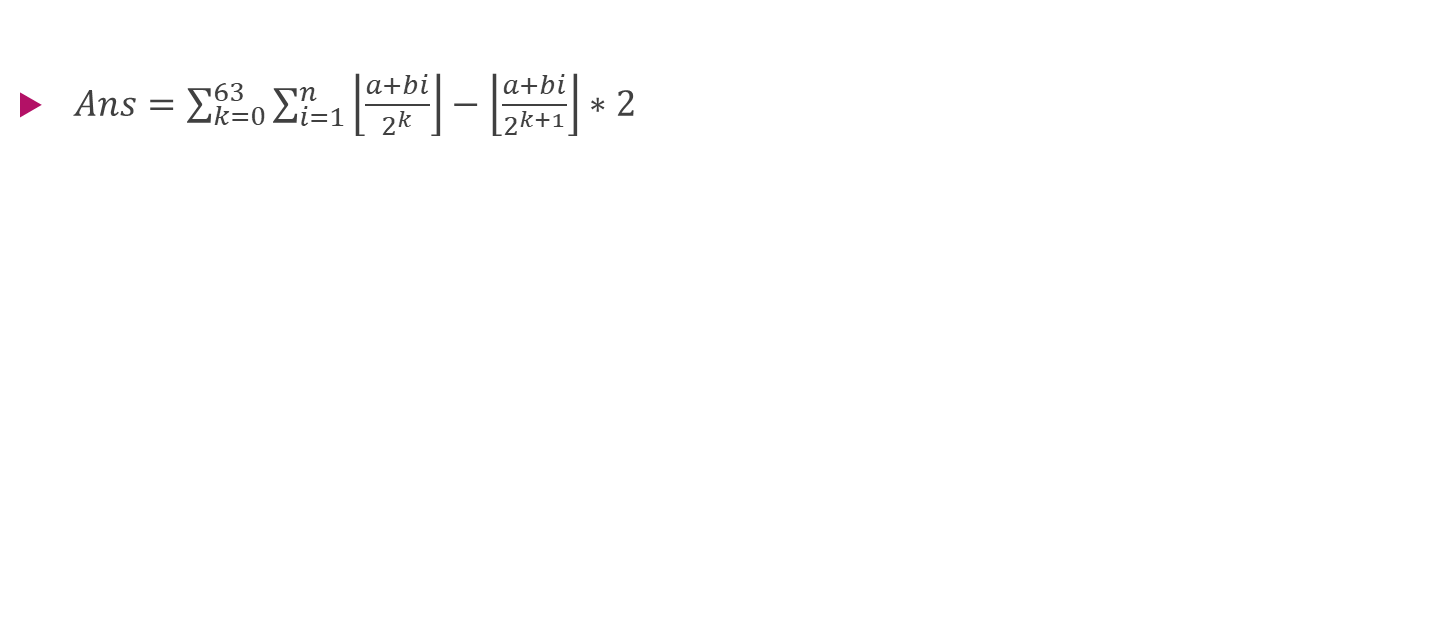 Ans = ∑_{k=0}^{63} ∑_{i=1}^{n} ⌊(a+bi)/2^k⌋ − ⌊(a+bi)/2^{k+1}⌋ ∗ 2